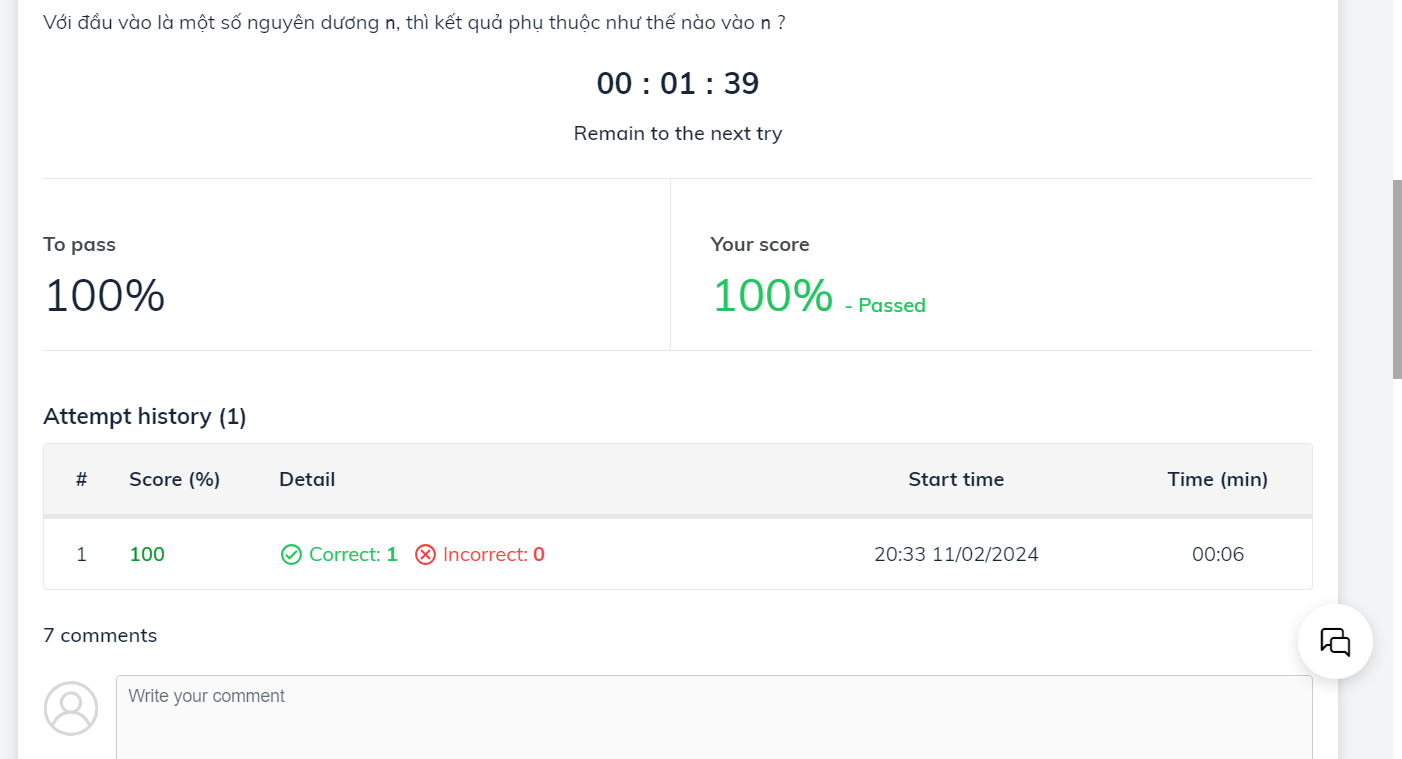 Với đầu vào là một số nguyên dương n, thì kết quả phụ thuộc như thế nào vào n ?
00 : 01 : 39
Remain to the next try
To pass
100%
Your score
100% - Passed
Attempt history (1)
# Score (%) Detail Start time Time (min)
1 100 Correct: 1 Incorrect: 0 20:33 11/02/2024 00:06
7 comments
Write your comment